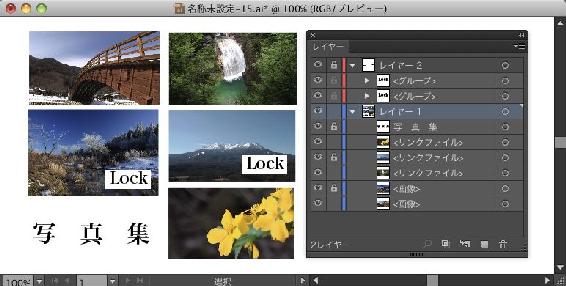 名称未設定-15.ai* @ 100% (RGB/プレビュー)
Lock
Lock
写 真 集
レイヤー
レイヤー 2
<グループ>
<グループ>
レイヤー 1
写 真 集
<リンクファイル>
<リンクファイル>
<リンクファイル>
<画像>
<画像>
2 レイヤー
100%
1
選択